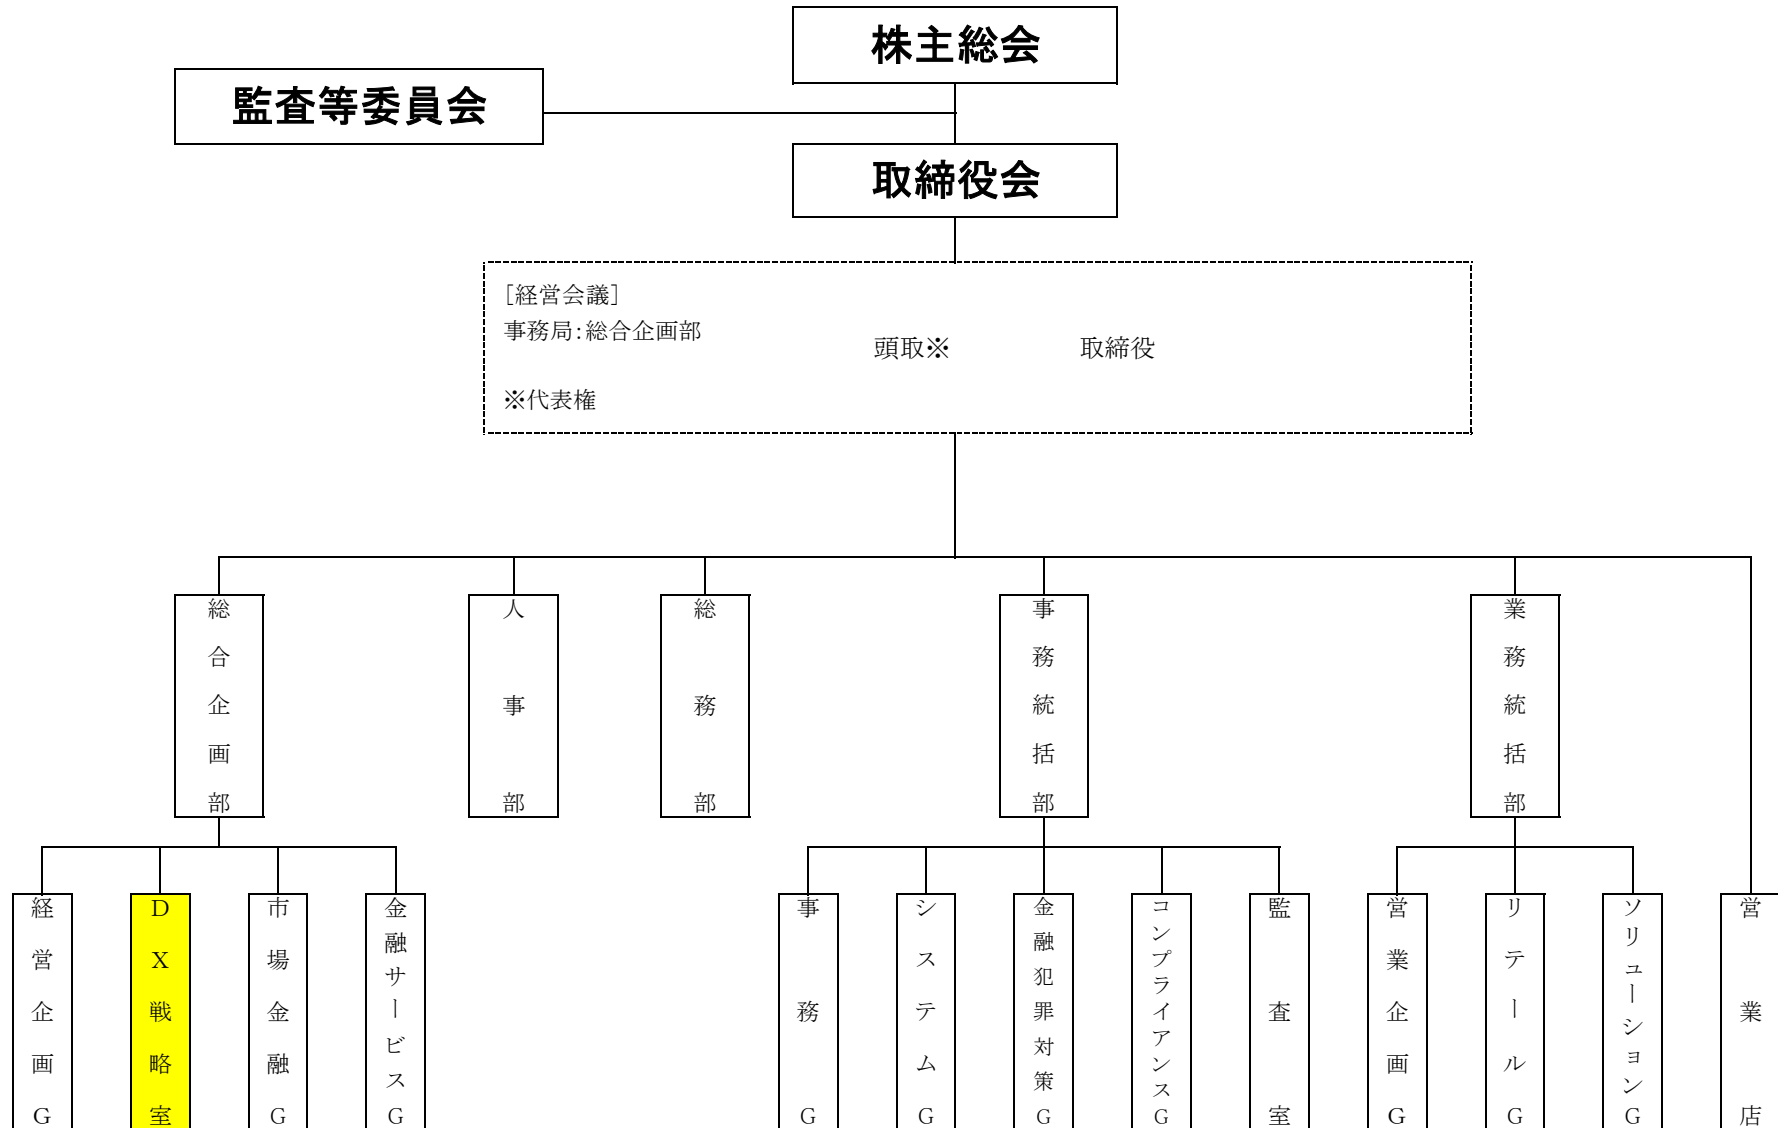 株主総会
監査等委員会
取締役会
［経営会議］
事務局：総合企画部
頭取※
取締役
※代表権
総合企画部
人事部
総務部
事務統括部
業務統括部
経営企画G
DX戦略室
市場金融G
金融サービスG
事務G
システムG
金融犯罪対策G
コンプライアンスG
監査室
営業企画G
リテールG
ソリューションG
営業店